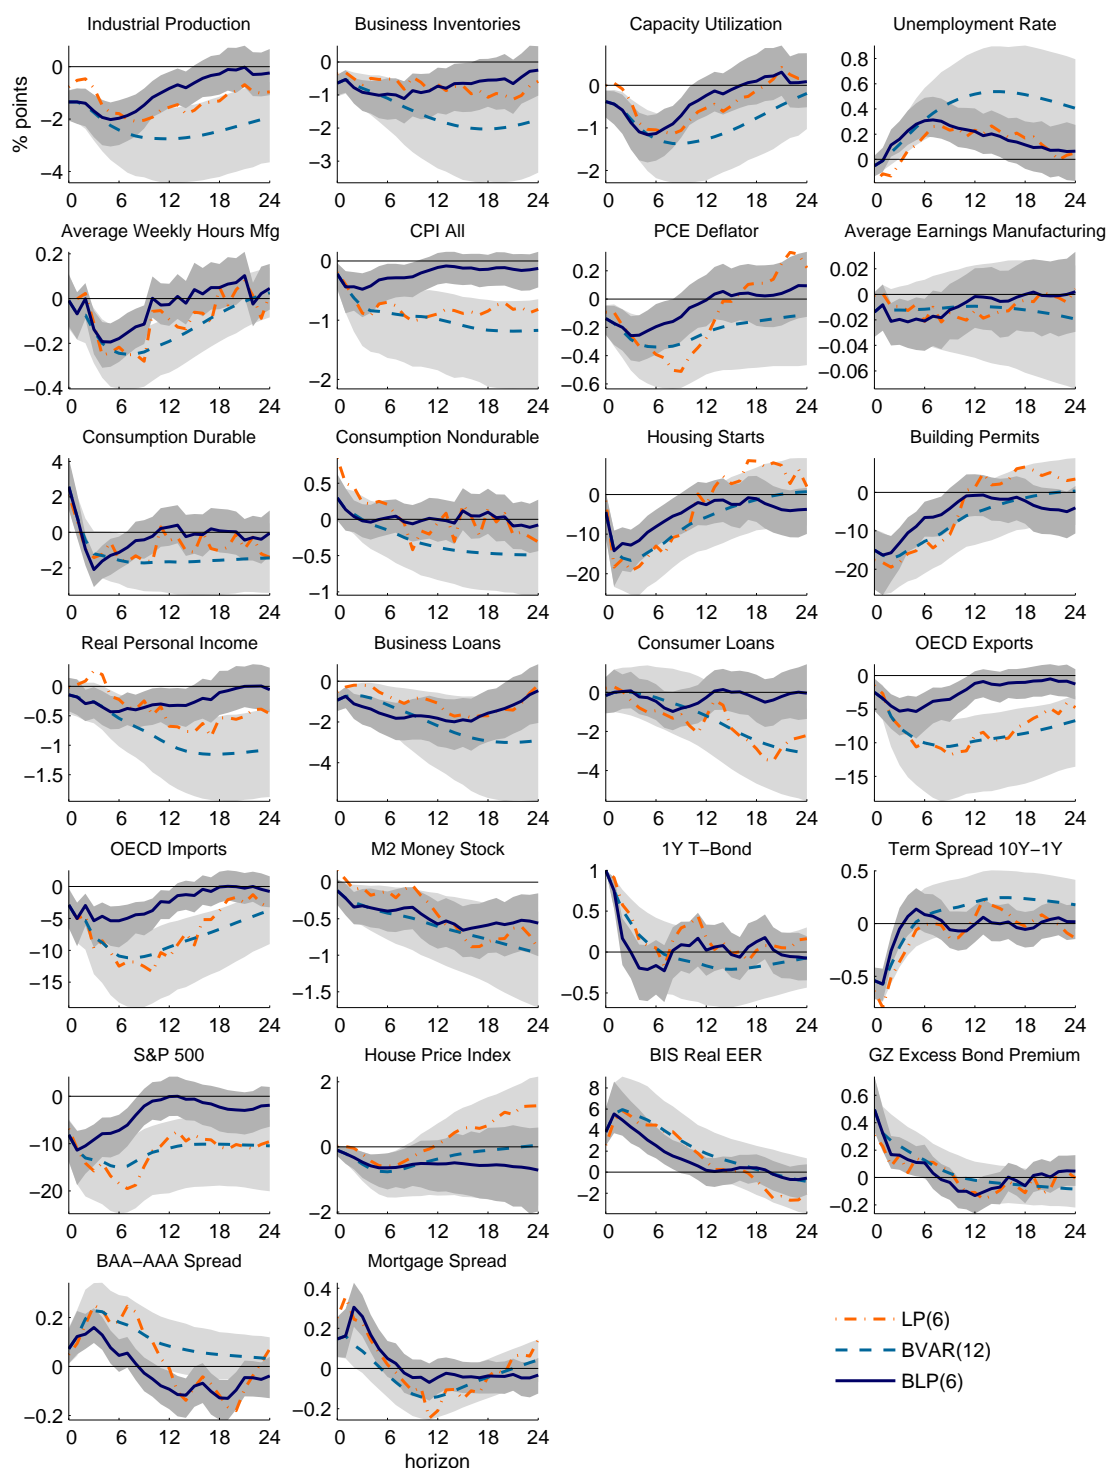 Industrial Production Business Inventories Capacity Utilization Unemployment Rate
% points
0 −2 −4
0 −1 −2 −3
0 −1 −2
0.8 0.6 0.4 0.2 0
0 6 12 18 24 0 6 12 18 24 0 6 12 18 24 0 6 12 18 24
Average Weekly Hours Mfg CPI All PCE Deflator Average Earnings Manufacturing
0.2 0 −0.2 −0.4
0 −1 −2
0.2 0 −0.2 −0.4 −0.6
0.02 0 −0.02 −0.04 −0.06
0 6 12 18 24 0 6 12 18 24 0 6 12 18 24 0 6 12 18 24
Consumption Durable Consumption Nondurable Housing Starts Building Permits
4 2 0 −2
0.5 0 −0.5 −1
0 −10 −20
0 −10 −20
0 6 12 18 24 0 6 12 18 24 0 6 12 18 24 0 6 12 18 24
Real Personal Income Business Loans Consumer Loans OECD Exports
0 −0.5 −1 −1.5
0 −2 −4
0 −2 −4
0 −5 −10 −15
0 6 12 18 24 0 6 12 18 24 0 6 12 18 24 0 6 12 18 24
OECD Imports M2 Money Stock 1Y T−Bond Term Spread 10Y−1Y
0 −5 −10 −15
0 −0.5 −1 −1.5
1 0.5 0 −0.5
0.5 0 −0.5
0 6 12 18 24 0 6 12 18 24 0 6 12 18 24 0 6 12 18 24
S&P 500 House Price Index BIS Real EER GZ Excess Bond Premium
0 −10 −20
2 0 −2
8 6 4 2 0 −2
0.6 0.4 0.2 0 −0.2
0 6 12 18 24 0 6 12 18 24 0 6 12 18 24 0 6 12 18 24
BAA−AAA Spread Mortgage Spread
0.2 0 −0.2
0.4 0.2 0 −0.2
0 6 12 18 24 0 6 12 18 24
horizon
LP(6)
BVAR(12)
BLP(6)